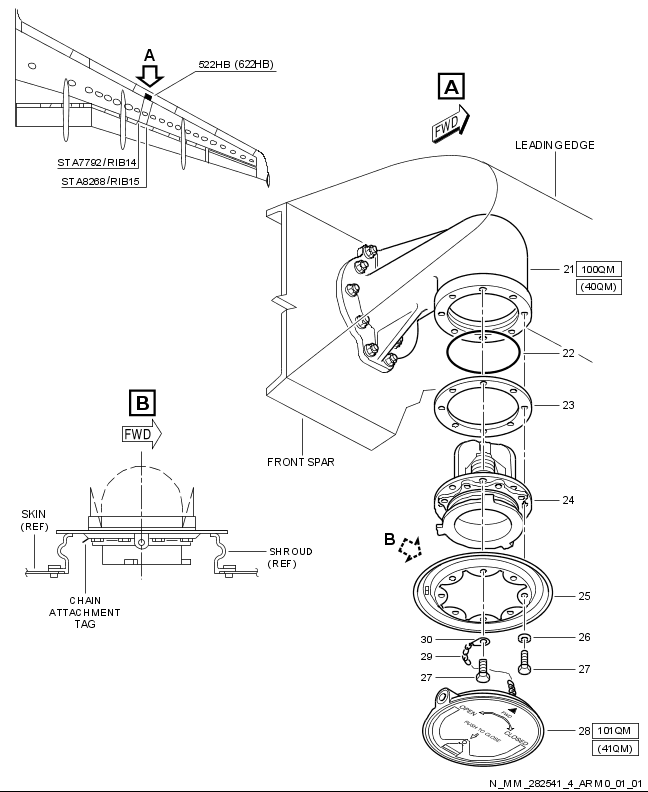 A
522HB (622HB)
STA7792/RIB14
STA8268/RIB15
A
FWD
LEADING EDGE
21 100QM
(40QM)
22
23
FRONT SPAR
24
B
FWD
SKIN
(REF)
SHROUD
(REF)
CHAIN
ATTACHMENT
TAG
B
25
30
26
29
27
27
OPEN
FWD
CLOSED
PUSH TO CLOSE
28 101QM
(41QM)
N_MM_282541_4_ARM0_01_01